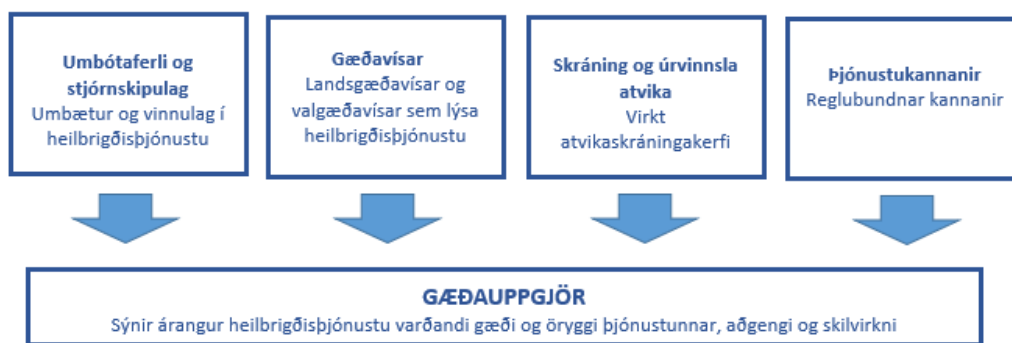 Umbótaferli og
stjórnskipulag
Umbætur og vinnulag í
heilbrigðisþjónustu
Gæðavísar
Landsgæðavísar og
valgæðavísar sem lýsa
heilbrigðisþjónustu
Skráning og úrvinnsla
atvika
Virkt
atvikaskráningakerfi
Þjónustukannanir
Reglubundnar kannanir
GÆÐAUPPGJÖR
Sýnir árangur heilbrigðisþjónustu varðandi gæði og öryggi þjónustunnar, aðgengi og skilvirkni